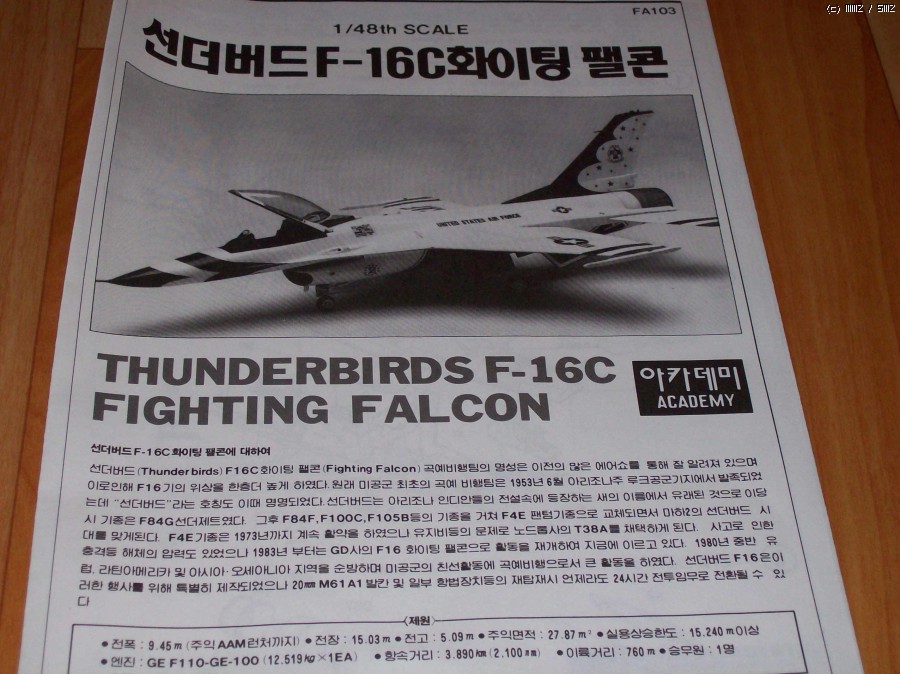 (c) IIIIIZ / SIIIZ
FA103
1/48th SCALE
선더버드 F-16C 화이팅 팰콘
UNITED STATES AIR FORCE
THUNDERBIRDS F-16C
FIGHTING FALCON
아카데미
ACADEMY
선더버드 F-16C 화이팅 팰콘에 대하여
선더버드(Thunderbirds) F16C화이팅 팰콘(Fighting Falcon) 곡예비행팀의 명성은 이전의 많은 에어쇼를 통해 잘 알려져 있으며
이로인해 F16기의 위상을 한층더 높게 하였다. 원래 미공군 최초의 곡예 비행팀은 1953년 6월 아리조나주 루크공군기지에서 발족되었
는데 "선더버드"라는 호칭도 이때 명명되었다. 선더버드는 아리조나 인디안들의 전설속에 등장하는 새의 이름에서 유래된 것으로 이당
시 기종은 F84G선더제트였다. 그후 F84F, F100C, F105B등의 기종을 거쳐 F4E 팬텀기종으로 교체되면서 마하2의 선더버드 시
대를 맞게된다. F4E기종은 1973년까지 계속 활약을 하였으나 유지비등의 문제로 노드롭사의 T38A를 채택하게 된다. 사고로 인한
충격등 해체의 압력도 있었으나 1983년 부터는 GD사의 F16 화이팅 팰콘으로 활동을 재개하여 지금에 이르고 있다. 1980년 중반 유
럽, 라틴아메리카 및 아시아·오세아니아 지역을 순방하며 미공군의 친선활동에 곡예비행으로서 큰 활동을 하였다. 선더버드 F16은 이
러한 행사를 위해 특별히 제작되었으나 20mm M61A1 발칸 및 일부 항법장치등의 재탑재시 언제라도 24시간 전투임무로 전환될 수 있
다
〈제원〉
●전폭 : 9.45m (주익 AAM런처까지) ●전장 : 15.03m ●전고 : 5.09m ●주익면적 : 27.87m² ●실용상승한도 : 15.240m이상
●엔진 : GE F110-GE-100 (12.519kg×1EA) ●항속거리 : 3.890km (2.100nm) ●이륙거리 : 760m ●승무원 : 1명